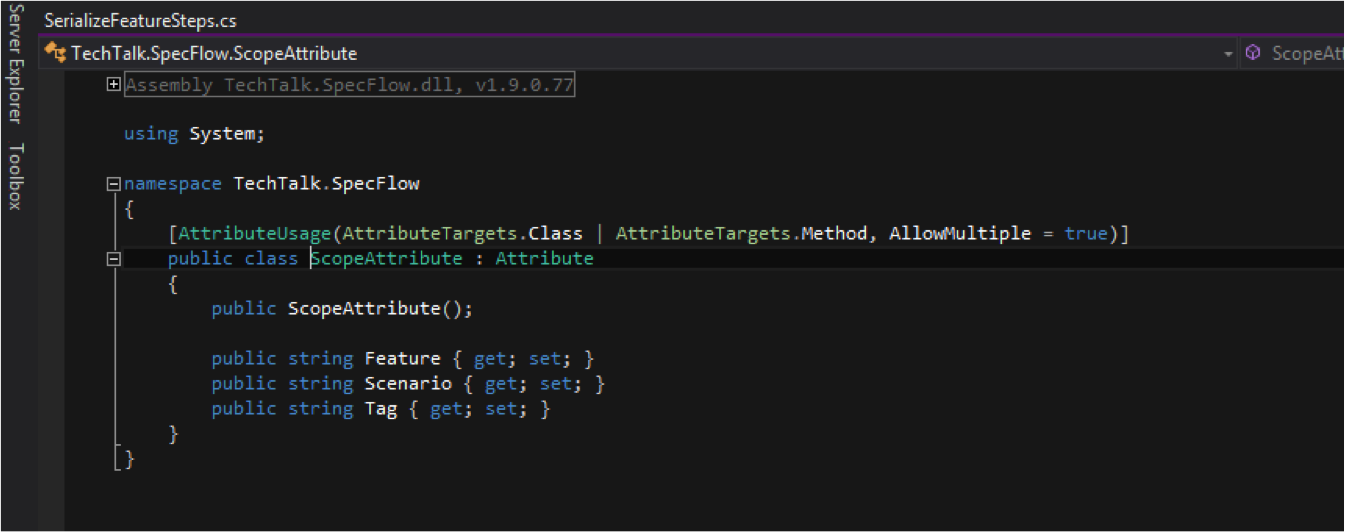 Server Explorer
Toolbox
SerializeFeatureSteps.cs
TechTalk.SpecFlow.ScopeAttribute
Assembly TechTalk.SpecFlow.dll, v1.9.0.77
using System;
namespace TechTalk.SpecFlow
{
[AttributeUsage(AttributeTargets.Class | AttributeTargets.Method, AllowMultiple = true)]
public class ScopeAttribute : Attribute
{
public ScopeAttribute();
public string Feature { get; set; }
public string Scenario { get; set; }
public string Tag { get; set; }
}
}